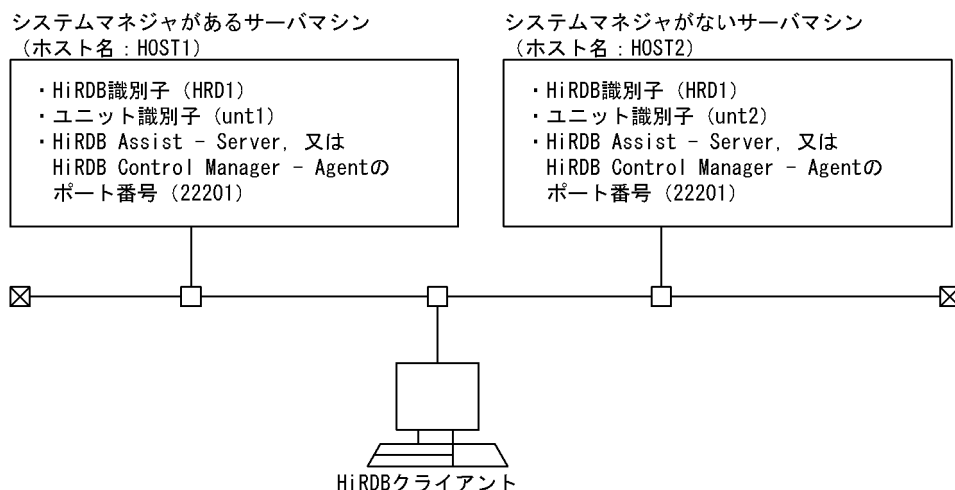 システムマネジャがあるサーバマシン
（ホスト名：HOST1）
・HiRDB識別子（HRD1）
・ユニット識別子（unt1）
・HiRDB Assist － Server，又は
HiRDB Control Manager － Agentの
ポート番号（22201）
システムマネジャがないサーバマシン
（ホスト名：HOST2）
・HiRDB識別子（HRD1）
・ユニット識別子（unt2）
・HiRDB Assist － Server，又は
HiRDB Control Manager － Agentの
ポート番号（22201）
HiRDBクライアント